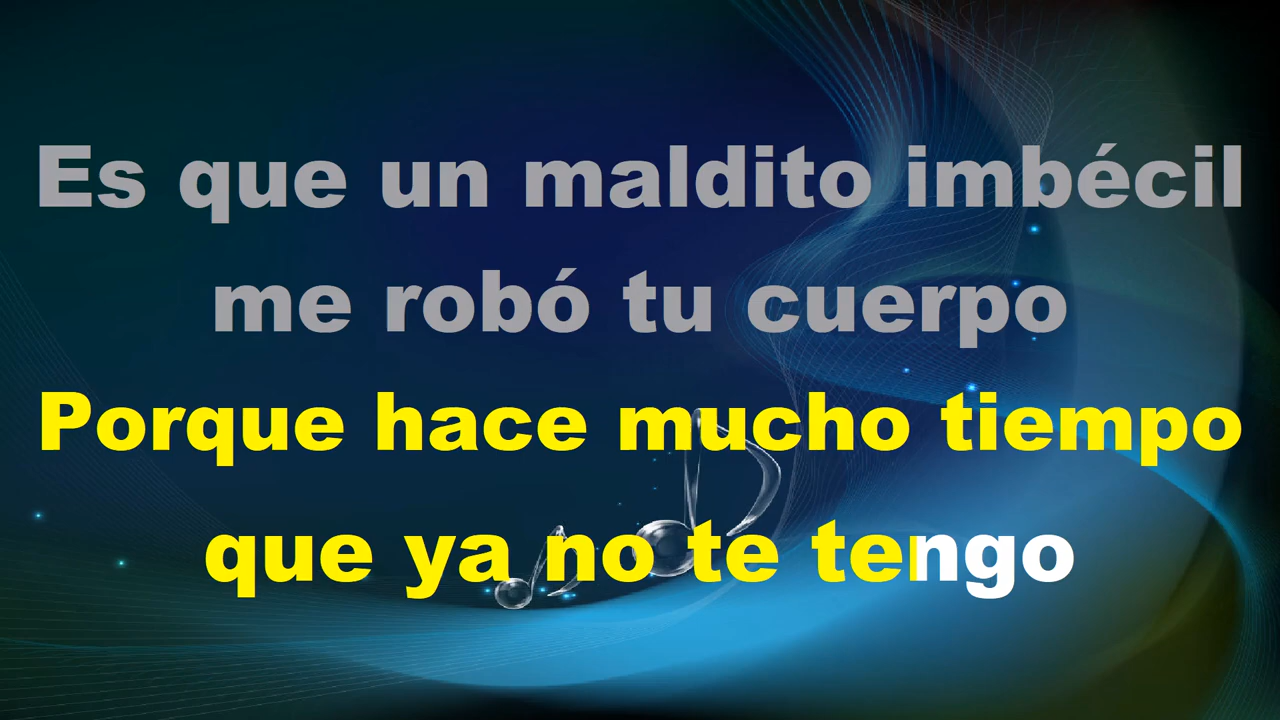 Es que un maldito imbécil
me robó tu cuerpo
Porque hace mucho tiempo
que ya no te tengo